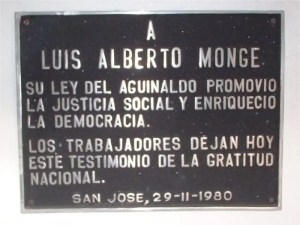 A
LUIS ALBERTO MONGE
SU LEY DEL AGUINALDO PROMOVIO
LA JUSTICIA SOCIAL Y ENRIQUECIO
LA DEMOCRACIA.
LOS TRABAJADORES DEJAN HOY
ESTE TESTIMONIO DE LA GRATITUD
NACIONAL.
SAN JOSE, 29-11-1980